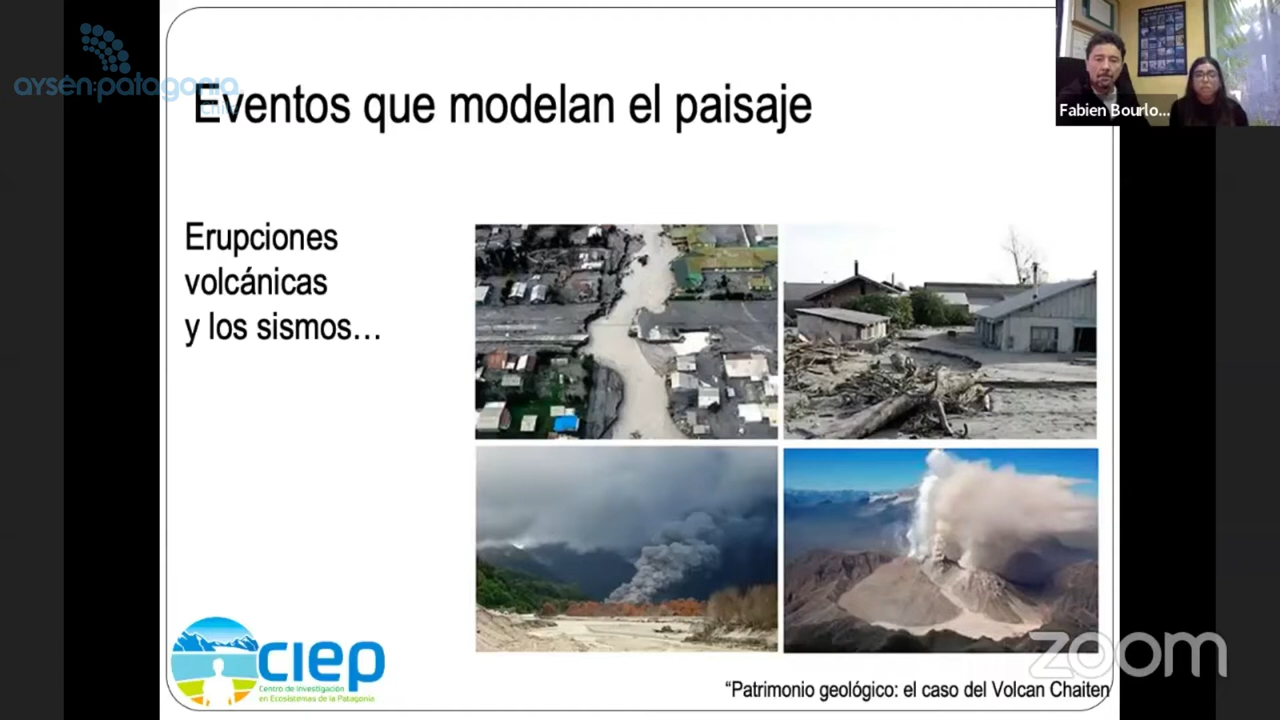 aysén:patagonia
chile
Eventos que modelan el paisaje
Fabien Bourlo...
Erupciones
volcánicas
y los sismos…
CIEP
Centro de Investigación
en Ecosistemas de la Patagonia
zoom
“Patrimonio geológico: el caso del Volcan Chaiten